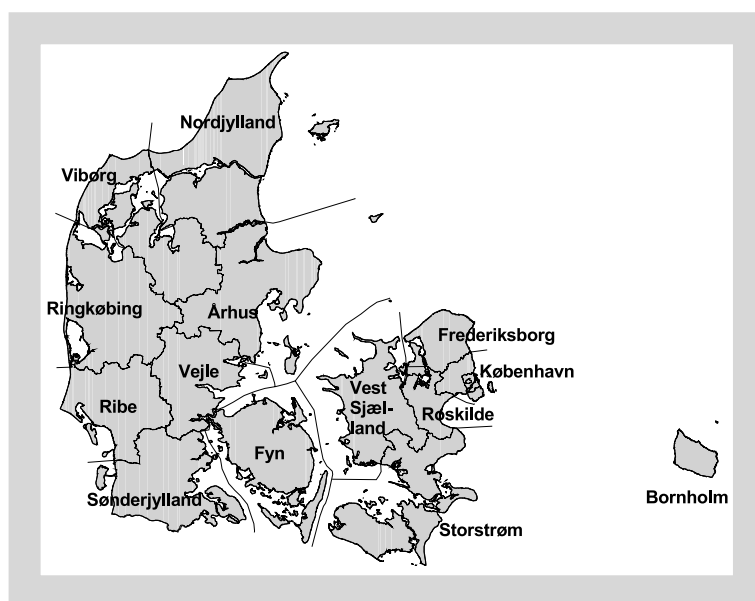 Nordjylland
Viborg
Ringkøbing
Århus
Frederiksborg
København
Vejle
Vest
Sjæl-
land
Ribe
Roskilde
Fyn
Sønderjylland
Bornholm
Storstrøm